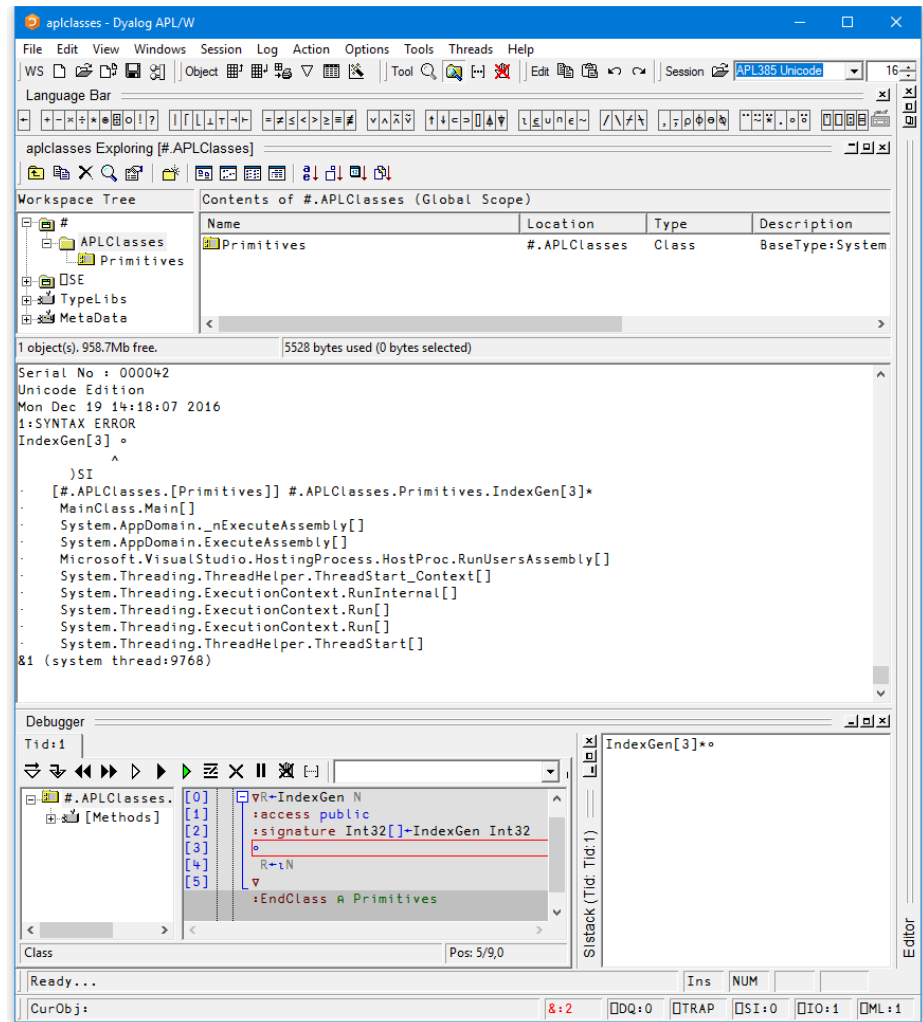 aplclasses - Dyalog APL/W
File Edit View Windows Session Log Action Options Tools Threads Help
WS Object Tool Edit Session APL385 Unicode 16
Language Bar
aplclasses Exploring [#.APLClasses]
Workspace Tree Contents of #.APLClasses (Global Scope)
Name Location Type Description
Primitives #.APLClasses Class BaseType:System
#
APLClasses
Primitives
⎕SE
TypeLibs
MetaData
1 object(s). 958.7Mb free. 5528 bytes used (0 bytes selected)
Serial No : 000042
Unicode Edition
Mon Dec 19 14:18:07 2016
1:SYNTAX ERROR
IndexGen[3] ∘
^
)SI
· [#.APLClasses.[Primitives]] #.APLClasses.Primitives.IndexGen[3]*
· MainClass.Main[]
· System.AppDomain._nExecuteAssembly[]
· System.AppDomain.ExecuteAssembly[]
· Microsoft.VisualStudio.HostingProcess.HostProc.RunUsersAssembly[]
· System.Threading.ThreadHelper.ThreadStart_Context[]
· System.Threading.ExecutionContext.RunInternal[]
· System.Threading.ExecutionContext.Run[]
· System.Threading.ExecutionContext.Run[]
· System.Threading.ThreadHelper.ThreadStart[]
&1 (system thread:9768)
Debugger
Tid:1
#.APLClasses.
[Methods]
[0] ∇R←IndexGen N
[1] :access public
[2] :signature Int32[]←IndexGen Int32
[3] ∘
[4] R←⍳N
[5] ∇
:EndClass ⍝ Primitives
Class Pos: 5/9,0
SIstack (Tid: Tid:1)
IndexGen[3]*∘
Editor
Ready... Ins NUM
CurObj: &:2 ⎕DQ:0 ⎕TRAP ⎕SI:0 ⎕IO:1 ⎕ML:1